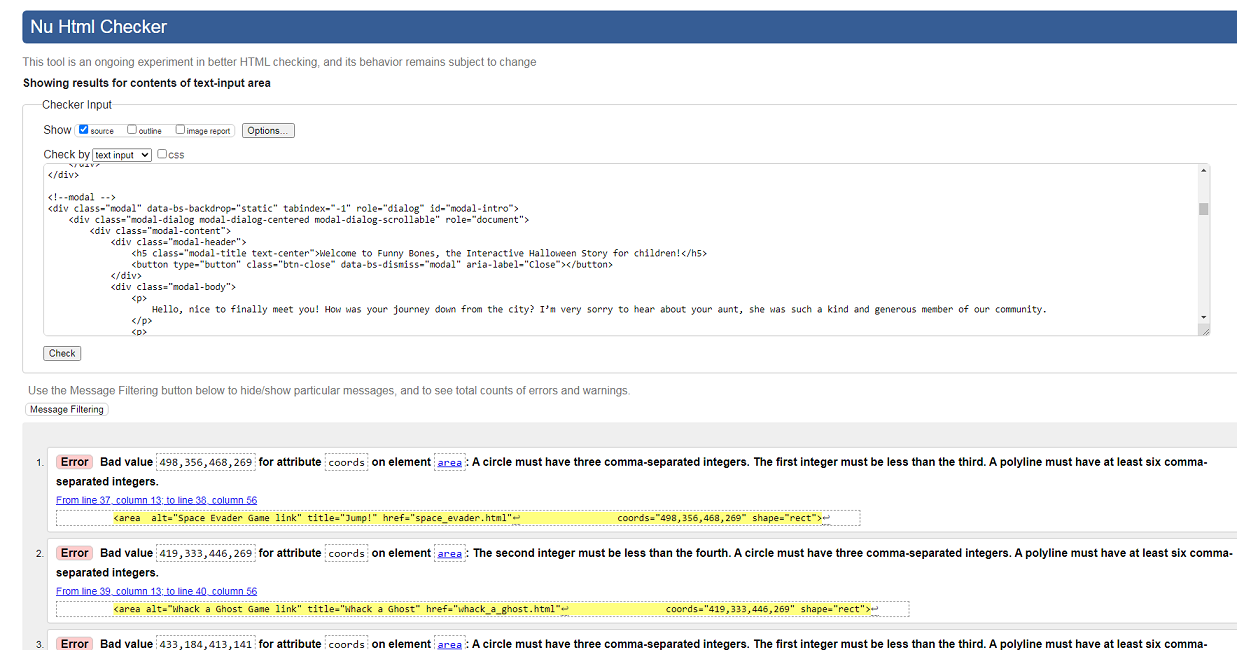 Nu Html Checker
This tool is an ongoing experiment in better HTML checking, and its behavior remains subject to change
Showing results for contents of text-input area
Checker Input
Show source outline image report Options...
Check by text input css
</div>
</div>
<!--modal -->
<div class="modal" data-bs-backdrop="static" tabindex="-1" role="dialog" id="modal-intro">
<div class="modal-dialog modal-dialog-centered modal-dialog-scrollable" role="document">
<div class="modal-content">
<div class="modal-header">
<h5 class="modal-title text-center">Welcome to Funny Bones, the Interactive Halloween Story for children!</h5>
<button type="button" class="btn-close" data-bs-dismiss="modal" aria-label="Close"></button>
</div>
<div class="modal-body">
<p>
Hello, nice to finally meet you! How was your journey down from the city? I’m very sorry to hear about your aunt, she was such a kind and generous member of our community.
</p>
<p>
Check
Use the Message Filtering button below to hide/show particular messages, and to see total counts of errors and warnings.
Message Filtering
1. Error Bad value 498,356,468,269 for attribute coords on element area: A circle must have three comma-separated integers. The first integer must be less than the third. A polyline must have at least six comma-
separated integers.
From line 37, column 13; to line 38, column 56
<area  alt="Space Evader Game link" title="Jump!" href="space_evader.html"↩ coords="498,356,468,269" shape="rect">↩
2. Error Bad value 419,333,446,269 for attribute coords on element area: The second integer must be less than the fourth. A circle must have three comma-separated integers. A polyline must have at least six comma-
separated integers.
From line 39, column 13; to line 40, column 56
<area alt="Whack a Ghost Game link" title="Whack a Ghost" href="whack_a_ghost.html"↩ coords="419,333,446,269" shape="rect">↩
3. Error Bad value 433,184,413,141 for attribute coords on element area: A circle must have three comma-separated integers. The first integer must be less than the third. A polyline must have at least six comma-